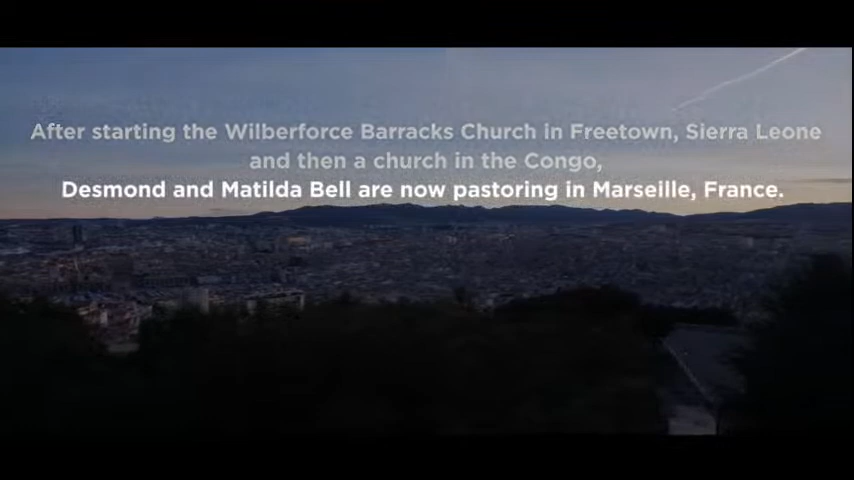 After starting the Wilberforce Barracks Church in Freetown, Sierra Leone
and then a church in the Congo,
Desmond and Matilda Bell are now pastoring in Marseille, France.